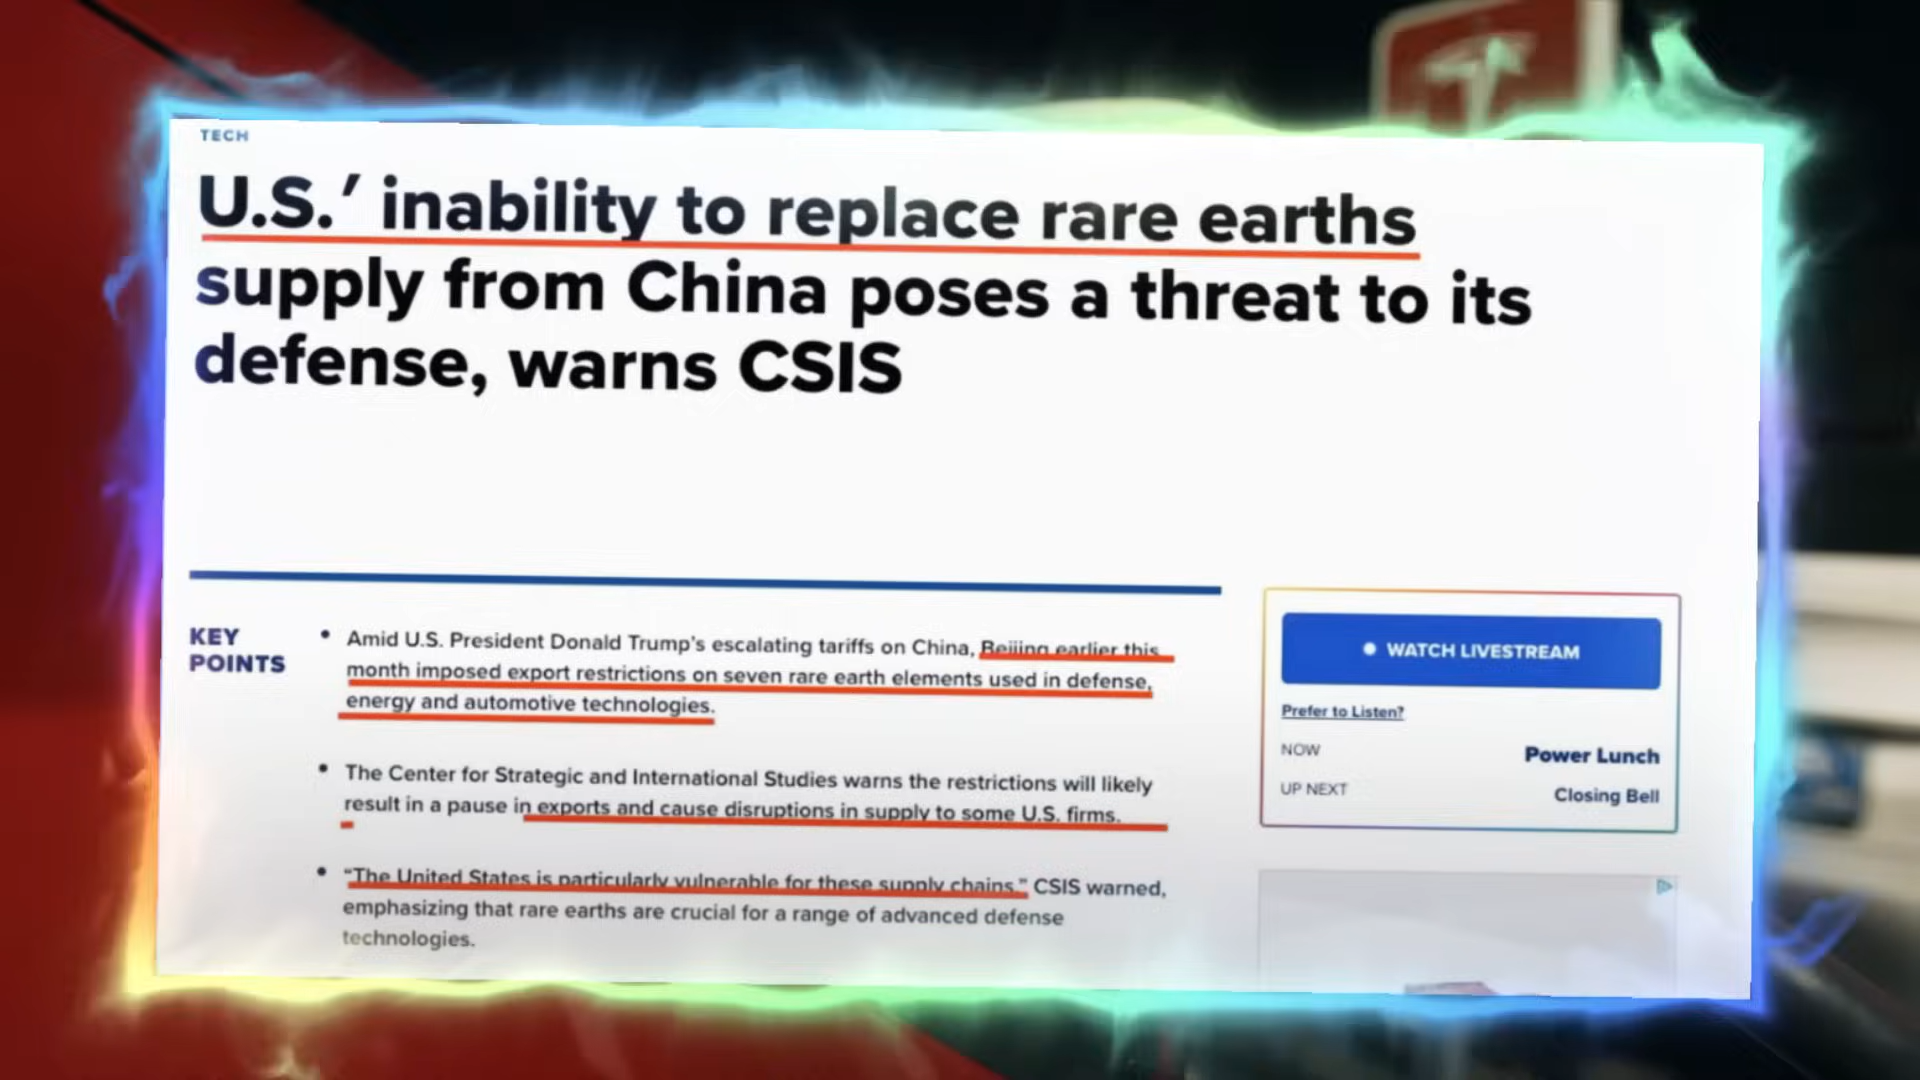 TECH
U.S.’ inability to replace rare earths
supply from China poses a threat to its
defense, warns CSIS
KEY
POINTS
• Amid U.S. President Donald Trump’s escalating tariffs on China, Beijing earlier this
month imposed export restrictions on seven rare earth elements used in defense,
energy and automotive technologies.
• The Center for Strategic and International Studies warns the restrictions will likely
result in a pause in exports and cause disruptions in supply to some U.S. firms.
• “The United States is particularly vulnerable for these supply chains,” CSIS warned,
emphasizing that rare earths are crucial for a range of advanced defense
technologies.
WATCH LIVESTREAM
Prefer to Listen?
NOW Power Lunch
UP NEXT Closing Bell